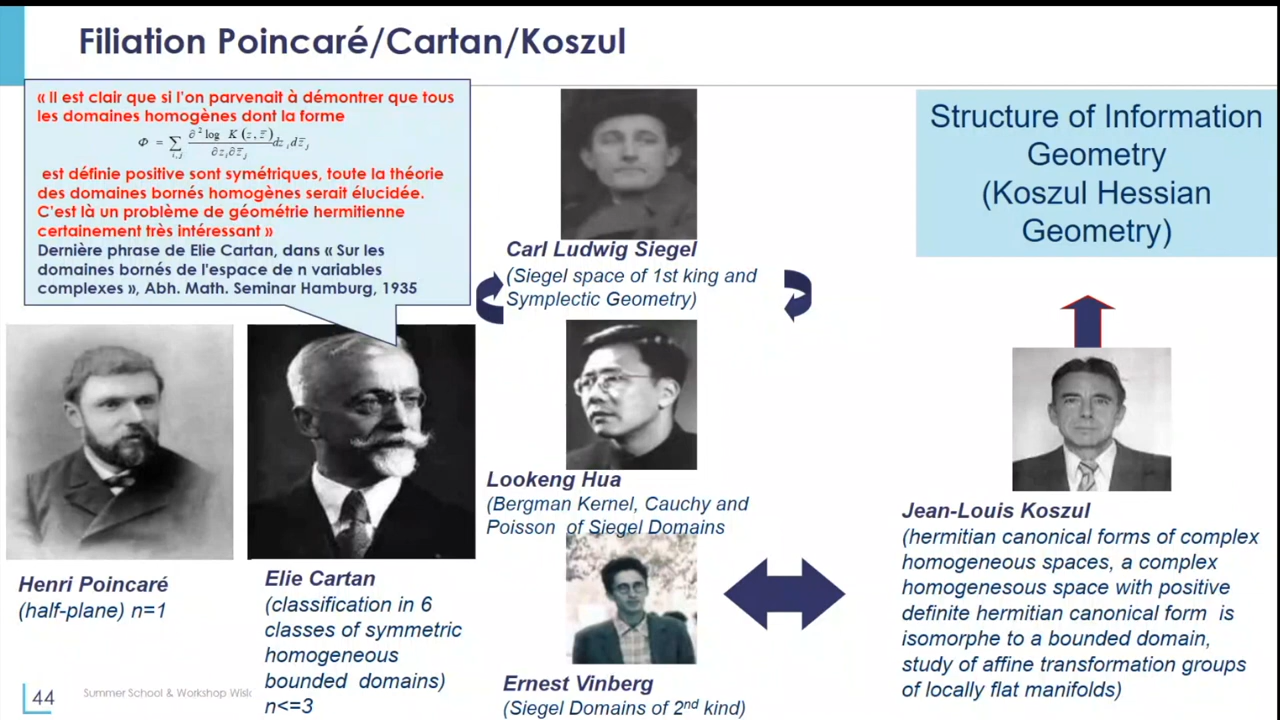 Filiation Poincaré/Cartan/Koszul
« Il est clair que si l'on parvenait à démontrer que tous
les domaines homogènes dont la forme
Φ = ∑ i,j ∂² log K(z, z̄) / ∂z i ∂z̄ j dz i dz̄ j
est définie positive sont symétriques, toute la théorie
des domaines bornés homogènes serait élucidée.
C'est là un problème de géométrie hermitienne
certainement très intéressant »
Dernière phrase de Elie Cartan, dans « Sur les
domaines bornés de l'espace de n variables
complexes », Abh. Math. Seminar Hamburg, 1935
Henri Poincaré
(half-plane) n=1
Elie Cartan
(classification in 6
classes of symmetric
homogeneous
bounded domains)
n<=3
Carl Ludwig Siegel
(Siegel space of 1st king and
Symplectic Geometry)
Lookeng Hua
(Bergman Kernel, Cauchy and
Poisson of Siegel Domains
Ernest Vinberg
(Siegel Domains of 2nd kind)
Structure of Information
Geometry
(Koszul Hessian
Geometry)
Jean-Louis Koszul
(hermitian canonical forms of complex
homogeneous spaces, a complex
homogenesous space with positive
definite hermitian canonical form is
isomorphe to a bounded domain,
study of affine transformation groups
of locally flat manifolds)
44
Summer School & Workshop